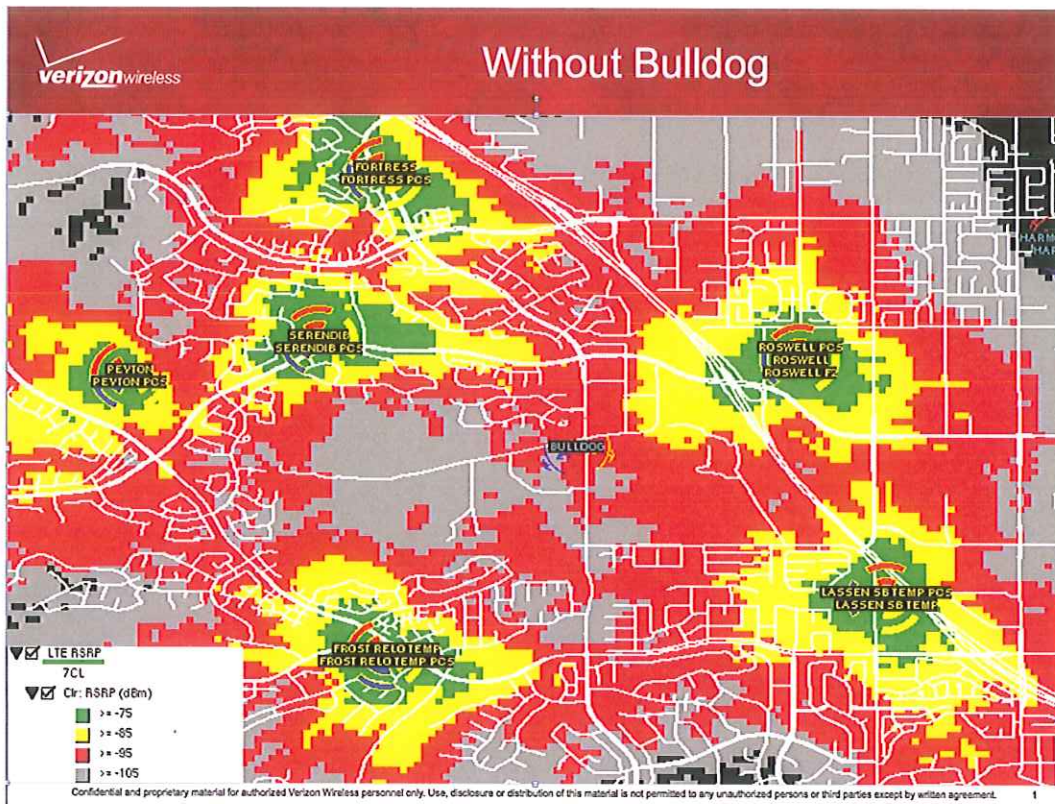 verizonwireless
Without Bulldog
FORTRESS
FORTRESS PCS
SERENDIB
SERENDIB PCS
PEYTON
PEYTON PCS
ROSWELL PCS
ROSWELL
ROSWELL F2
BULLDOG
LASSEN SB TEMP PCS
LASSEN SB TEMP
FROST RELO TEMP
FROST RELO TEMP PCS
LTE RSRP
7CL
Clr: RSRP (dBm)
>= -75
>= -85
>= -95
>= -105
Confidential and proprietary material for authorized Verizon Wireless personnel only. Use, disclosure or distribution of this material is not permitted to any unauthorized persons or third parties except by written agreement.
1